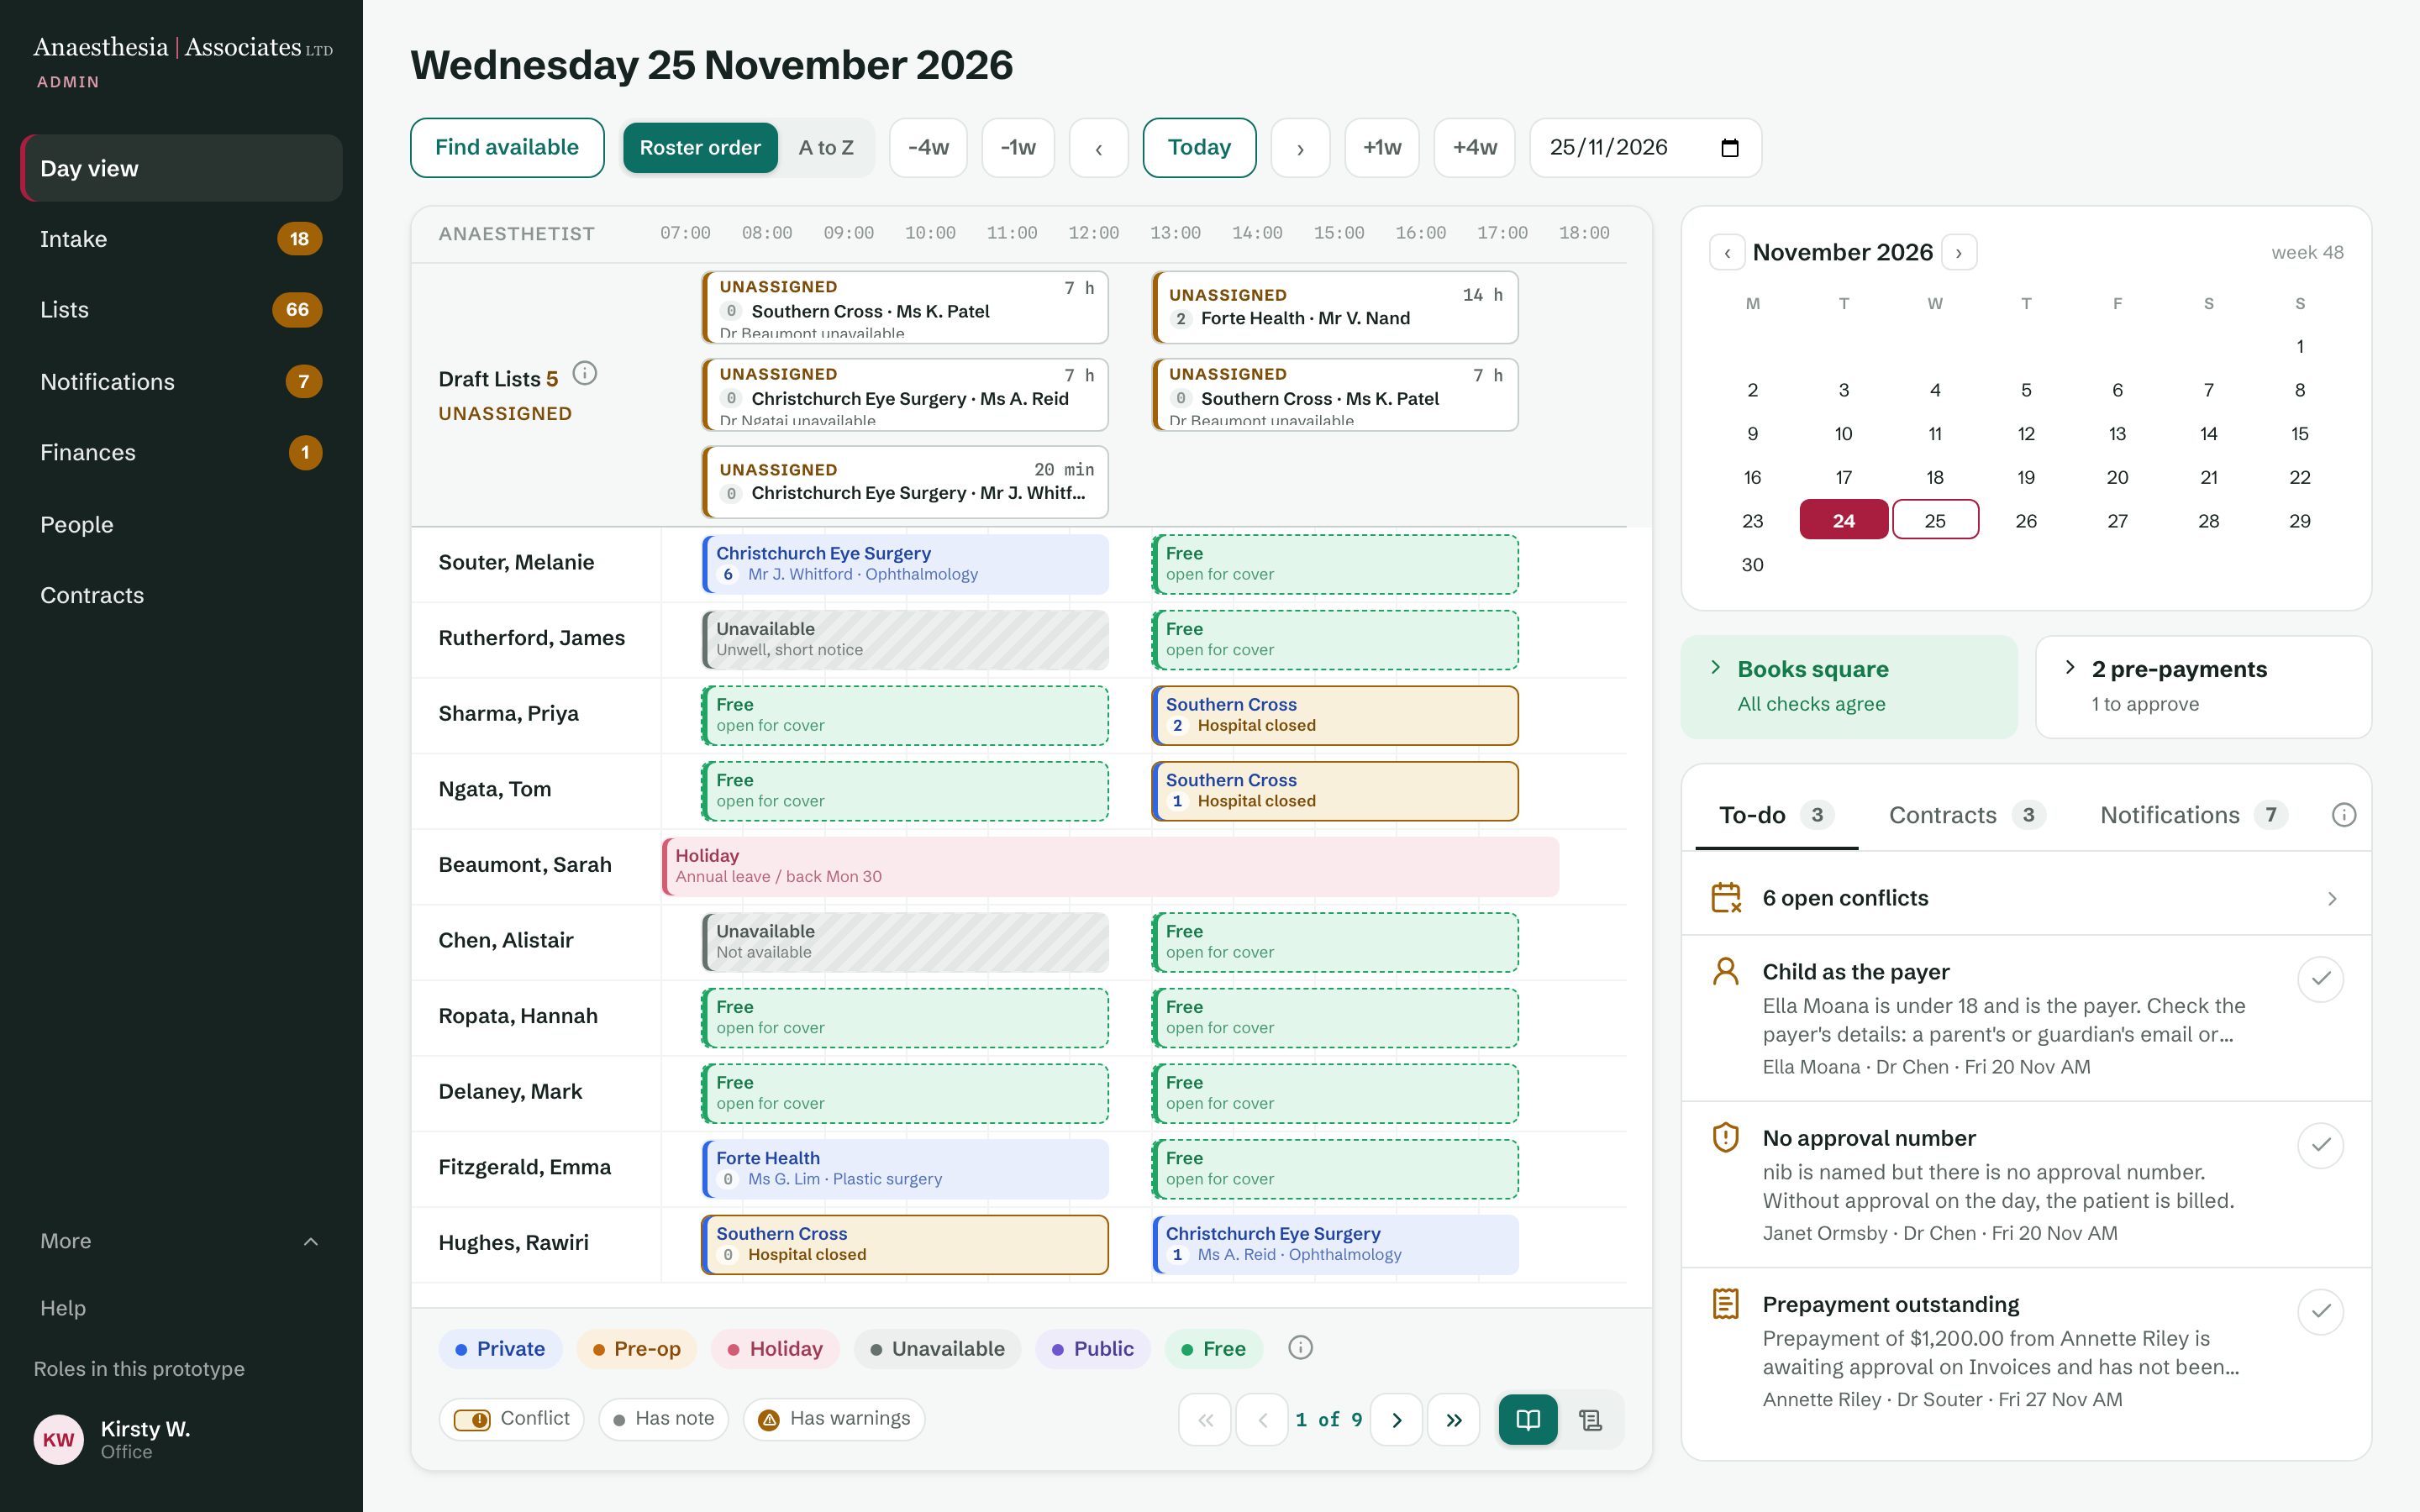 Anaesthesia | Associates LTD
ADMIN
Day view
Intake 18
Lists 66
Notifications 7
Finances 1
People
Contracts
More
Help
Roles in this prototype
KW Kirsty W.
Office
Wednesday 25 November 2026
Find available Roster order A to Z -4w -1w ‹ Today › +1w +4w 25/11/2026
ANAESTHETIST 07:00 08:00 09:00 10:00 11:00 12:00 13:00 14:00 15:00 16:00 17:00 18:00
Draft Lists 5
UNASSIGNED
UNASSIGNED 7 h
0 Southern Cross · Ms K. Patel
Dr Beaumont unavailable
UNASSIGNED 14 h
2 Forte Health · Mr V. Nand
UNASSIGNED 7 h
0 Christchurch Eye Surgery · Ms A. Reid
Dr Ngatai unavailable
UNASSIGNED 7 h
0 Southern Cross · Ms K. Patel
Dr Beaumont unavailable
UNASSIGNED 20 min
0 Christchurch Eye Surgery · Mr J. Whitf...
Souter, Melanie
Christchurch Eye Surgery
6 Mr J. Whitford · Ophthalmology
Free
open for cover
Rutherford, James
Unavailable
Unwell, short notice
Free
open for cover
Sharma, Priya
Free
open for cover
Southern Cross
2 Hospital closed
Ngata, Tom
Free
open for cover
Southern Cross
1 Hospital closed
Beaumont, Sarah
Holiday
Annual leave / back Mon 30
Chen, Alistair
Unavailable
Not available
Free
open for cover
Ropata, Hannah
Free
open for cover
Free
open for cover
Delaney, Mark
Free
open for cover
Free
open for cover
Fitzgerald, Emma
Forte Health
0 Ms G. Lim · Plastic surgery
Free
open for cover
Hughes, Rawiri
Southern Cross
0 Hospital closed
Christchurch Eye Surgery
1 Ms A. Reid · Ophthalmology
Private Pre-op Holiday Unavailable Public Free
Conflict Has note Has warnings
« ‹ 1 of 9 › »
‹ November 2026 › week 48
M T W T F S S
1
2 3 4 5 6 7 8
9 10 11 12 13 14 15
16 17 18 19 20 21 22
23 24 25 26 27 28 29
30
Books square
All checks agree
2 pre-payments
1 to approve
To-do 3 Contracts 3 Notifications 7
6 open conflicts
Child as the payer
Ella Moana is under 18 and is the payer. Check the
payer's details: a parent's or guardian's email or...
Ella Moana · Dr Chen · Fri 20 Nov AM
No approval number
nib is named but there is no approval number.
Without approval on the day, the patient is billed.
Janet Ormsby · Dr Chen · Fri 20 Nov AM
Prepayment outstanding
Prepayment of $1,200.00 from Annette Riley is
awaiting approval on Invoices and has not been...
Annette Riley · Dr Souter · Fri 27 Nov AM